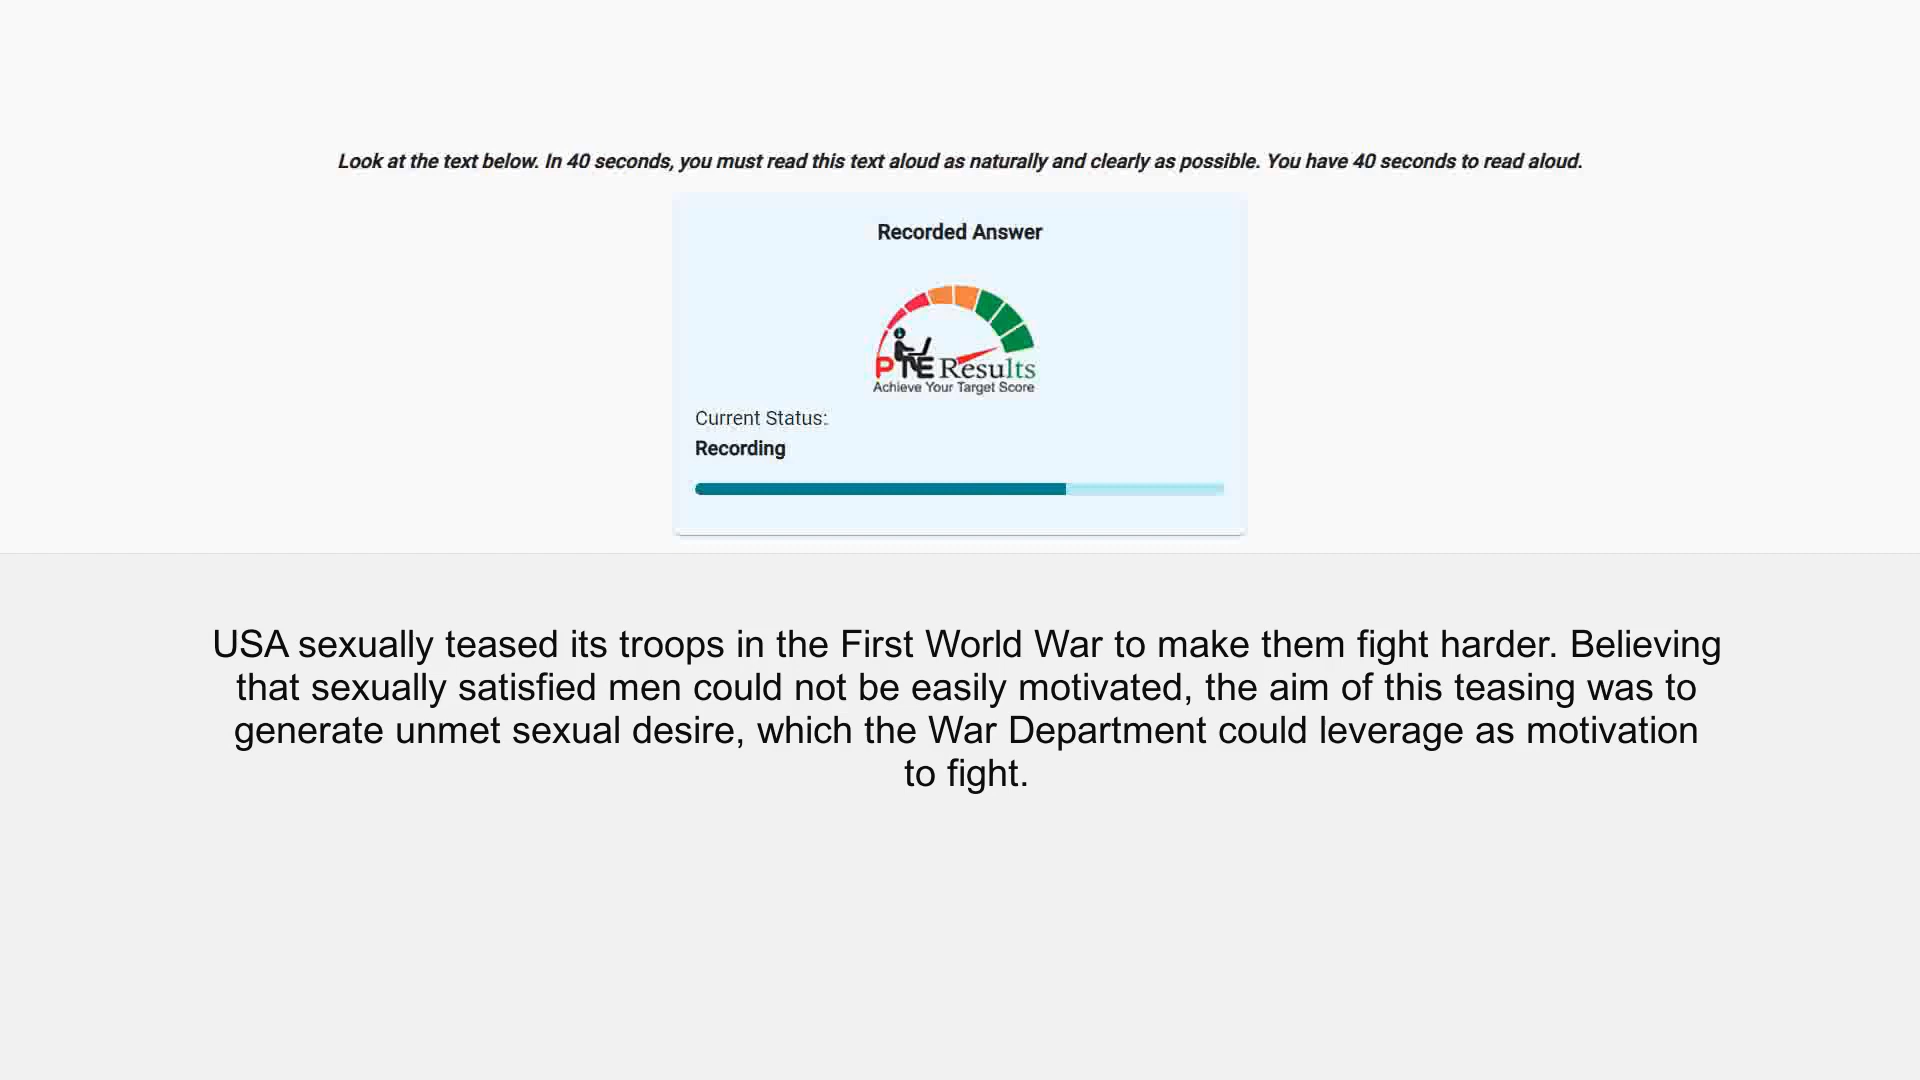 Look at the text below. In 40 seconds, you must read this text aloud as naturally and clearly as possible. You have 40 seconds to read aloud.
Recorded Answer
PTE Results
Achieve Your Target Score
Current Status:
Recording
USA sexually teased its troops in the First World War to make them fight harder. Believing
that sexually satisfied men could not be easily motivated, the aim of this teasing was to
generate unmet sexual desire, which the War Department could leverage as motivation
to fight.